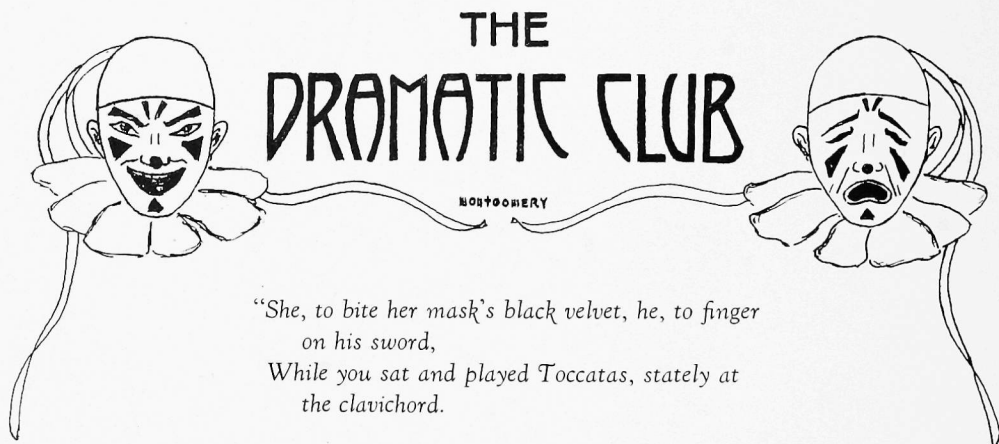 THE
DRAMATIC CLUB
MONTGOMERY
“She, to bite her mask’s black velvet, he, to finger
on his sword,
While you sat and played Toccatas, stately at
the clavichord.